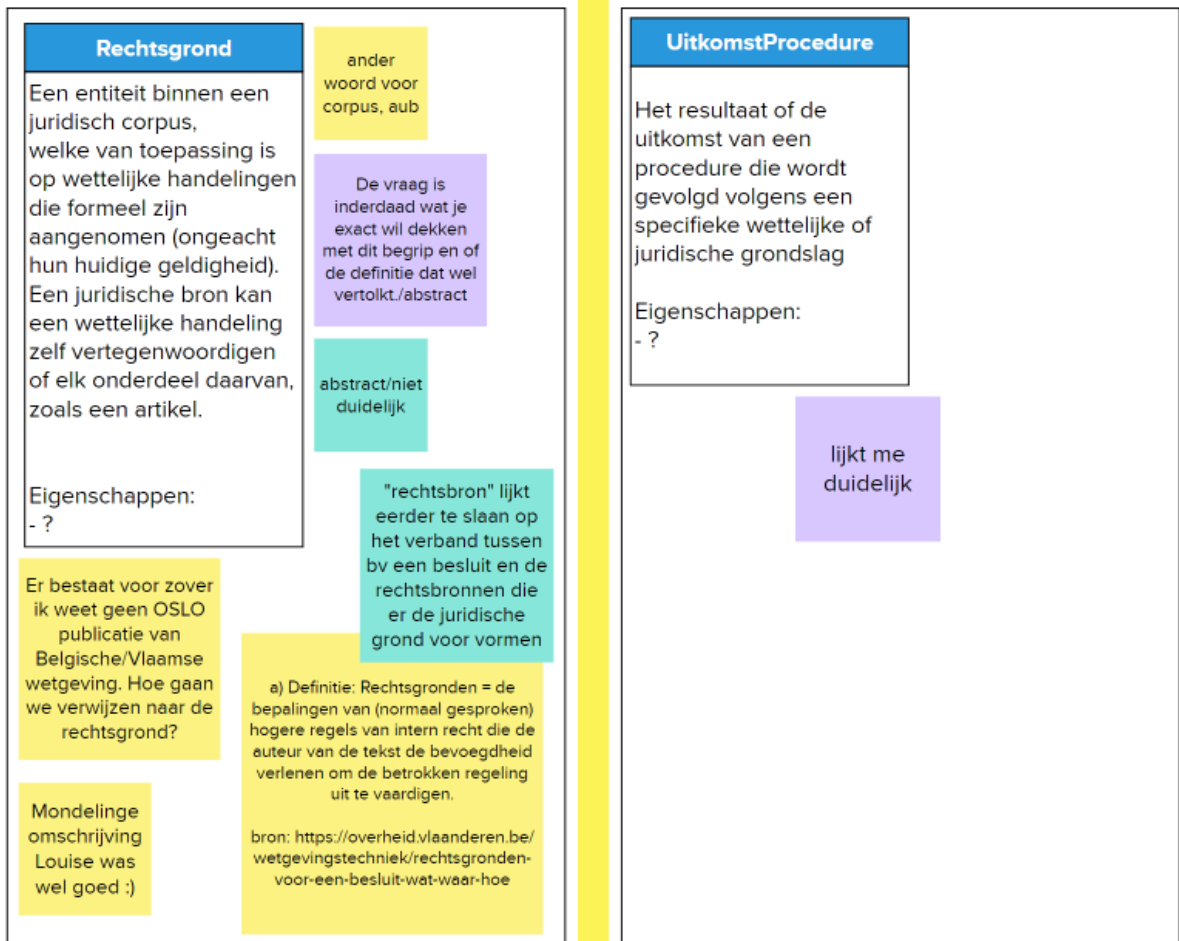 Rechtsgrond
Een entiteit binnen een
juridisch corpus,
welke van toepassing is
op wettelijke handelingen
die formeel zijn
aangenomen (ongeacht
hun huidige geldigheid).
Een juridische bron kan
een wettelijke handeling
zelf vertegenwoordigen
of elk onderdeel daarvan,
zoals een artikel.
Eigenschappen:
- ?
ander
woord voor
corpus, aub
De vraag is
inderdaad wat je
exact wil dekken
met dit begrip en of
de definitie dat wel
vertolkt./abstract
abstract/niet
duidelijk
"rechtsbron" lijkt
eerder te slaan op
het verband tussen
bv een besluit en de
rechtsbronnen die
er de juridische
grond voor vormen
Er bestaat voor zover
ik weet geen OSLO
publicatie van
Belgische/Vlaamse
wetgeving. Hoe gaan
we verwijzen naar de
rechtsgrond?
a) Definitie: Rechtsgronden = de
bepalingen van (normaal gesproken)
hogere regels van intern recht die de
auteur van de tekst de bevoegdheid
verlenen om de betrokken regeling
uit te vaardigen.
bron: https://overheid.vlaanderen.be/
wetgevingstechniek/rechtsgronden-
voor-een-besluit-wat-waar-hoe
Mondelinge
omschrijving
Louise was
wel goed :)
UitkomstProcedure
Het resultaat of de
uitkomst van een
procedure die wordt
gevolgd volgens een
specifieke wettelijke of
juridische grondslag
Eigenschappen:
- ?
lijkt me
duidelijk